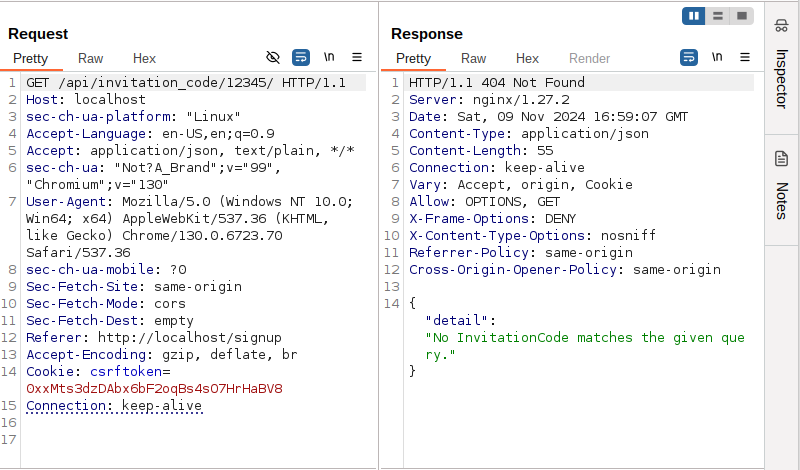 Request
Pretty Raw Hex \n
1 GET /api/invitation_code/12345/ HTTP/1.1
2 Host: localhost
3 sec-ch-ua-platform: "Linux"
4 Accept-Language: en-US,en;q=0.9
5 Accept: application/json, text/plain, */*
6 sec-ch-ua: "Not?A_Brand";v="99",
"Chromium";v="130"
7 User-Agent: Mozilla/5.0 (Windows NT 10.0;
Win64; x64) AppleWebKit/537.36 (KHTML,
like Gecko) Chrome/130.0.6723.70
Safari/537.36
8 sec-ch-ua-mobile: ?0
9 Sec-Fetch-Site: same-origin
10 Sec-Fetch-Mode: cors
11 Sec-Fetch-Dest: empty
12 Referer: http://localhost/signup
13 Accept-Encoding: gzip, deflate, br
14 Cookie: csrftoken=
0xxMts3dzDAbx6bF2oqBs4sO7HrHaBV8
15 Connection: keep-alive
16
17
Response
Pretty Raw Hex Render \n
1 HTTP/1.1 404 Not Found
2 Server: nginx/1.27.2
3 Date: Sat, 09 Nov 2024 16:59:07 GMT
4 Content-Type: application/json
5 Content-Length: 55
6 Connection: keep-alive
7 Vary: Accept, origin, Cookie
8 Allow: OPTIONS, GET
9 X-Frame-Options: DENY
10 X-Content-Type-Options: nosniff
11 Referrer-Policy: same-origin
12 Cross-Origin-Opener-Policy: same-origin
13
14 {
"detail":
"No InvitationCode matches the given que
ry."
}
Inspector
Notes